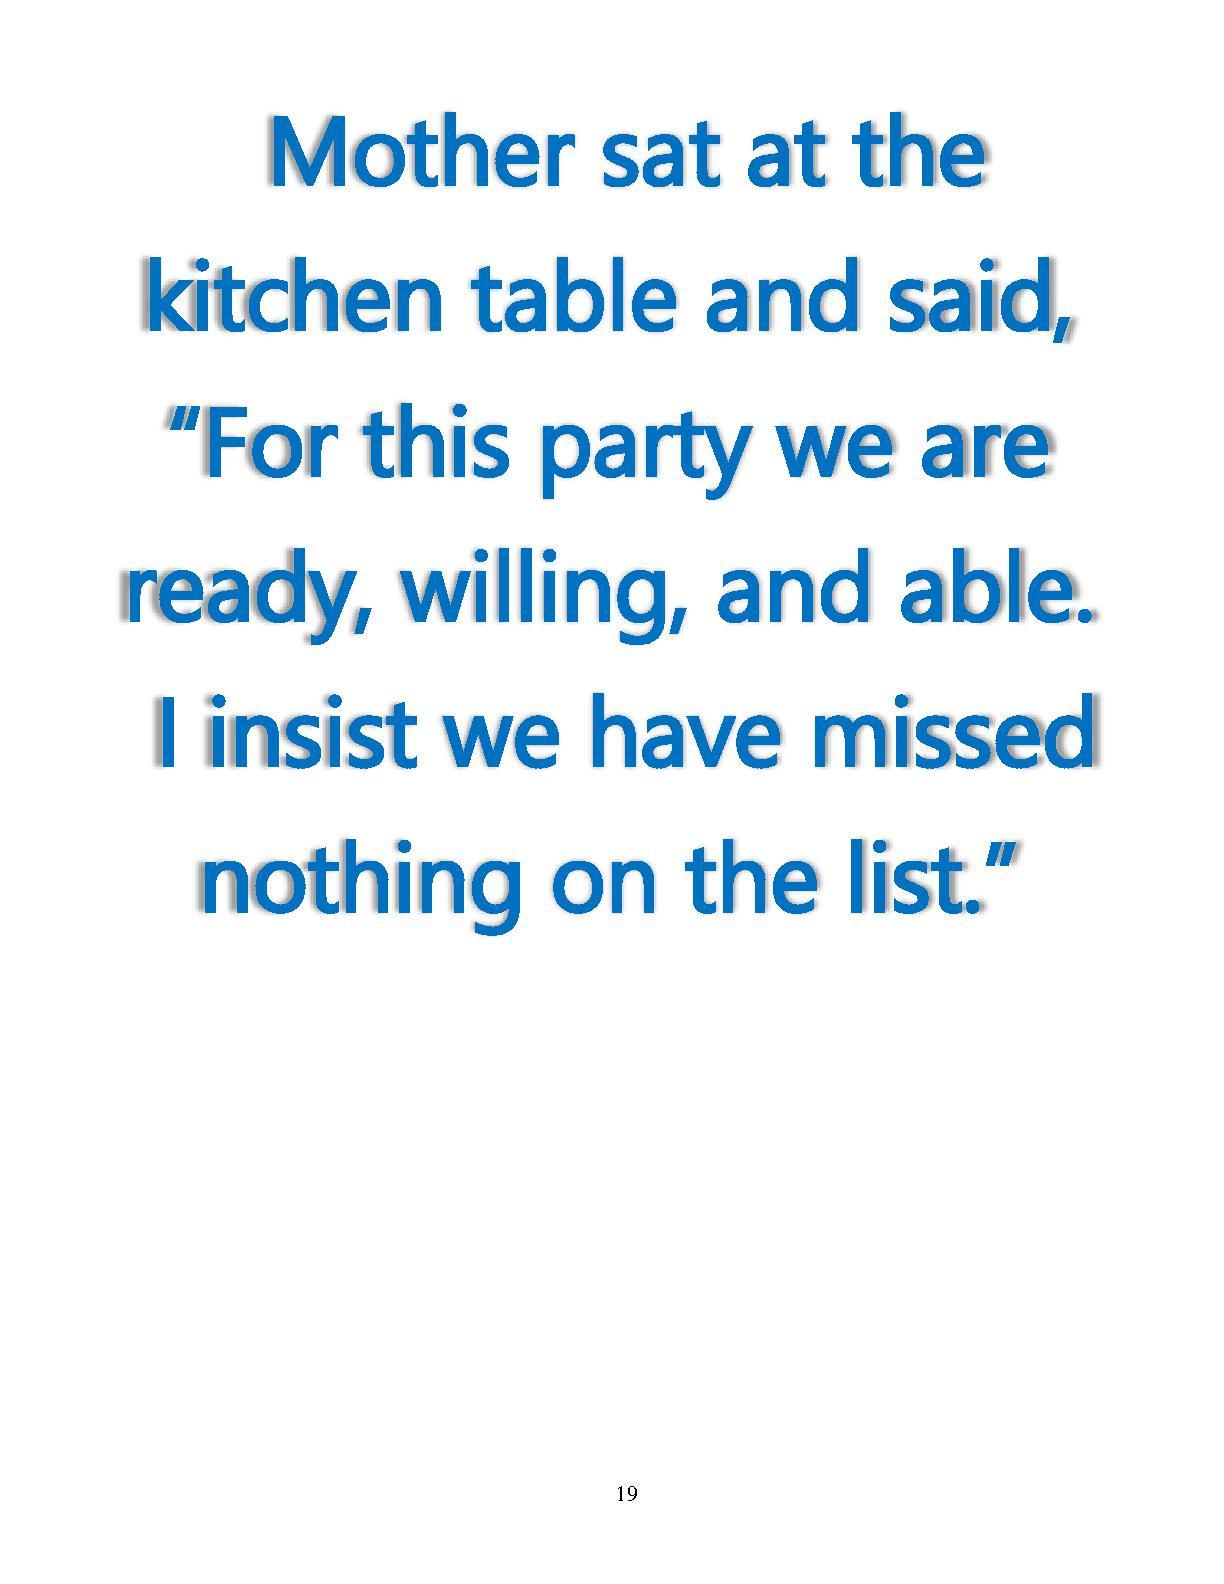 Mother sat at the
kitchen table and said,
“For this party we are
ready, willing, and able.
I insist we have missed
nothing on the list.”
19